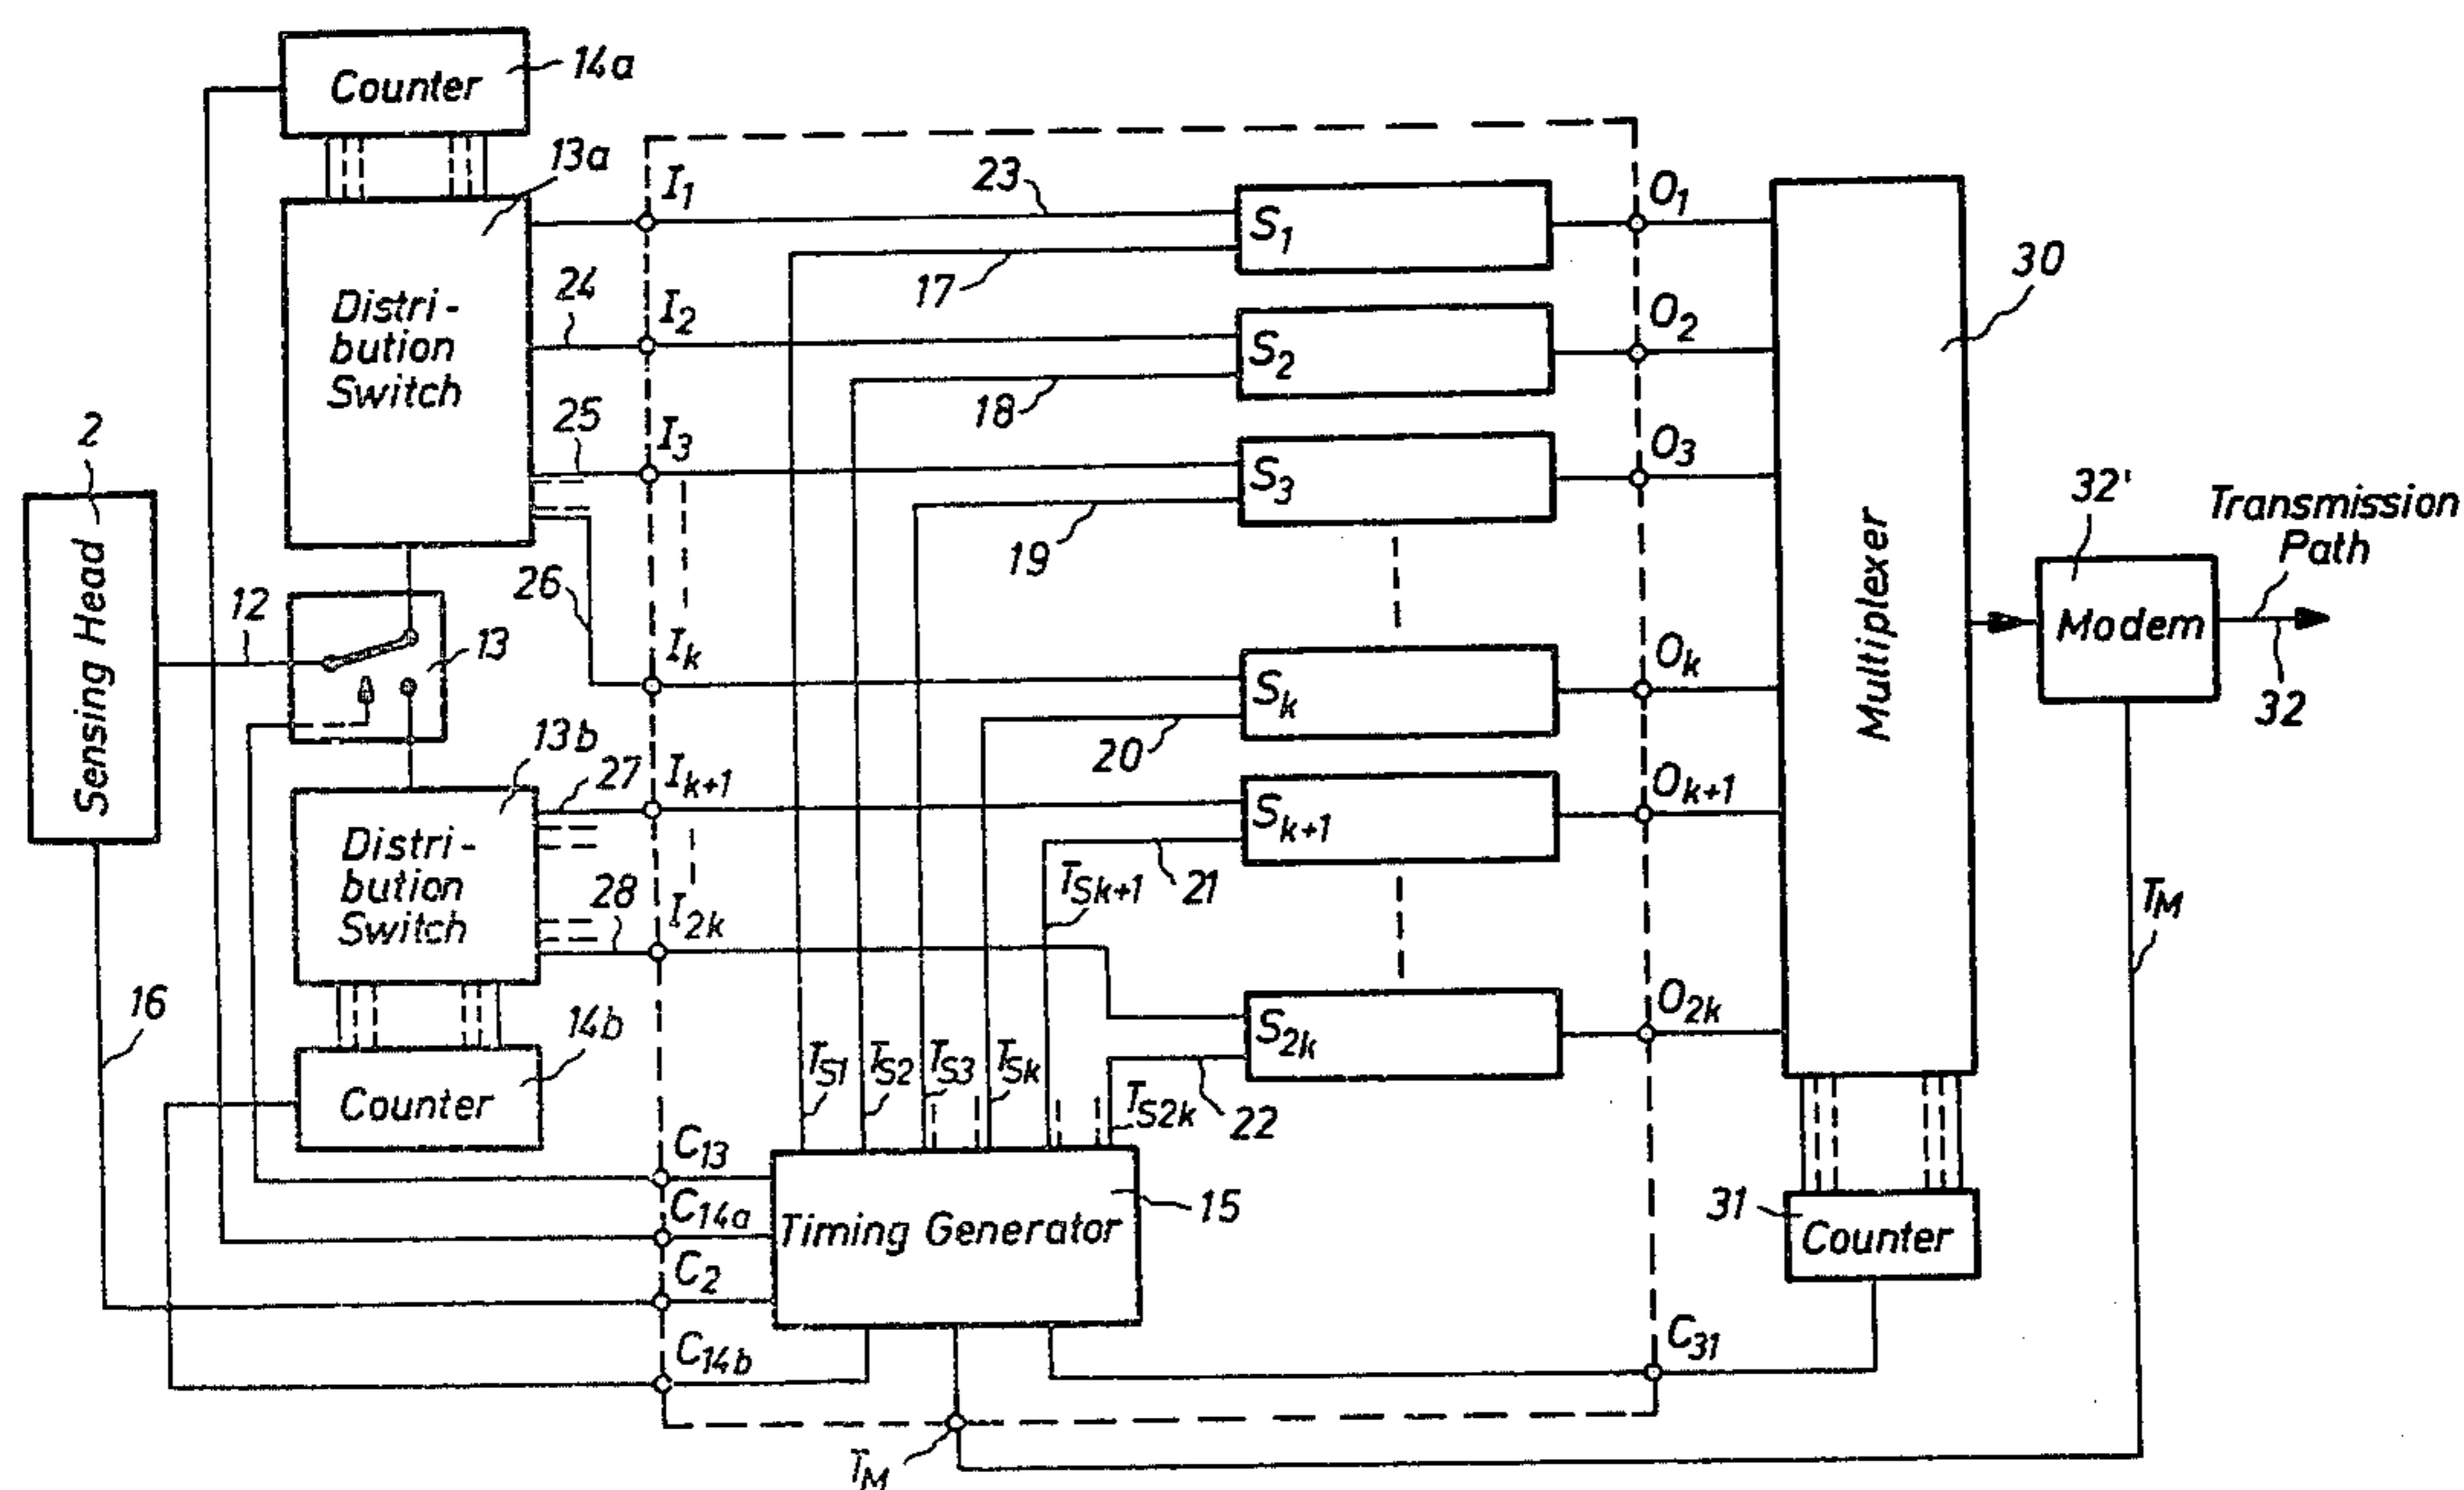 Counter
14a
13a
I1
23
S1
O1
17
30
Distri-
bution
Switch
24
I2
S2
O2
18
25
I3
S3
O3
19
2
Sensing Head
12
13
26
Ik
Sk
Ok
20
Multiplexer
32'
Modem
Transmission
Path
32
13b
27
Ik+1
Sk+1
Ok+1
TSk+1
21
Distri-
bution
Switch
28
I2k
S2k
O2k
TM
16
14b
Counter
TS1
TS2
TS3
TSk
TS2k
22
C13
C14a
C2
C14b
Timing Generator
15
31
Counter
C31
TM